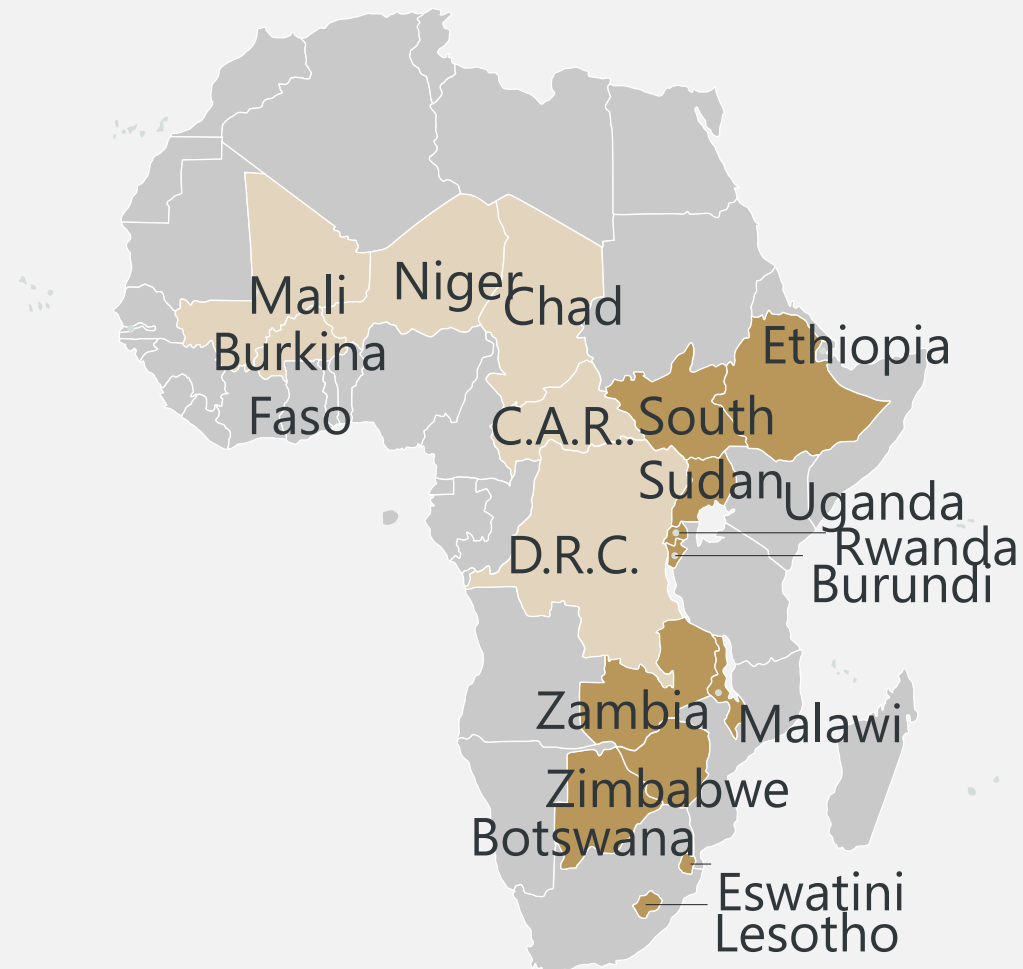 Mali
Niger
Chad
Burkina
Faso
Ethiopia
C.A.R..
South
Sudan
Uganda
Rwanda
Burundi
D.R.C.
Zambia
Malawi
Zimbabwe
Botswana
Eswatini
Lesotho